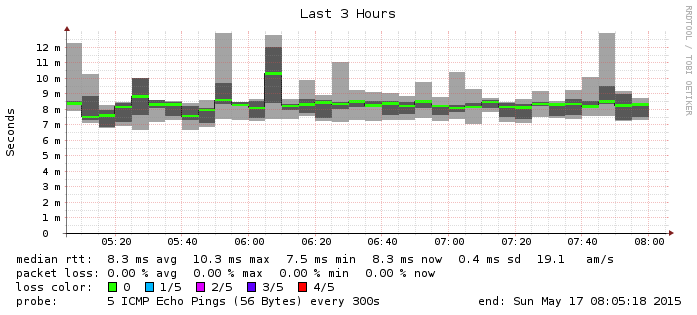 Last 3 Hours
RRDTOOL / TOBI OETIKER
Seconds
12 m
11 m
10 m
9 m
8 m
7 m
6 m
5 m
4 m
3 m
2 m
1 m
0
05:20 05:40 06:00 06:20 06:40 07:00 07:20 07:40 08:00
median rtt: 8.3 ms avg 10.3 ms max 7.5 ms min 8.3 ms now 0.4 ms sd 19.1 am/s
packet loss: 0.00 % avg 0.00 % max 0.00 % min 0.00 % now
loss color: 0 1/5 2/5 3/5 4/5
probe: 5 ICMP Echo Pings (56 Bytes) every 300s end: Sun May 17 08:05:18 2015